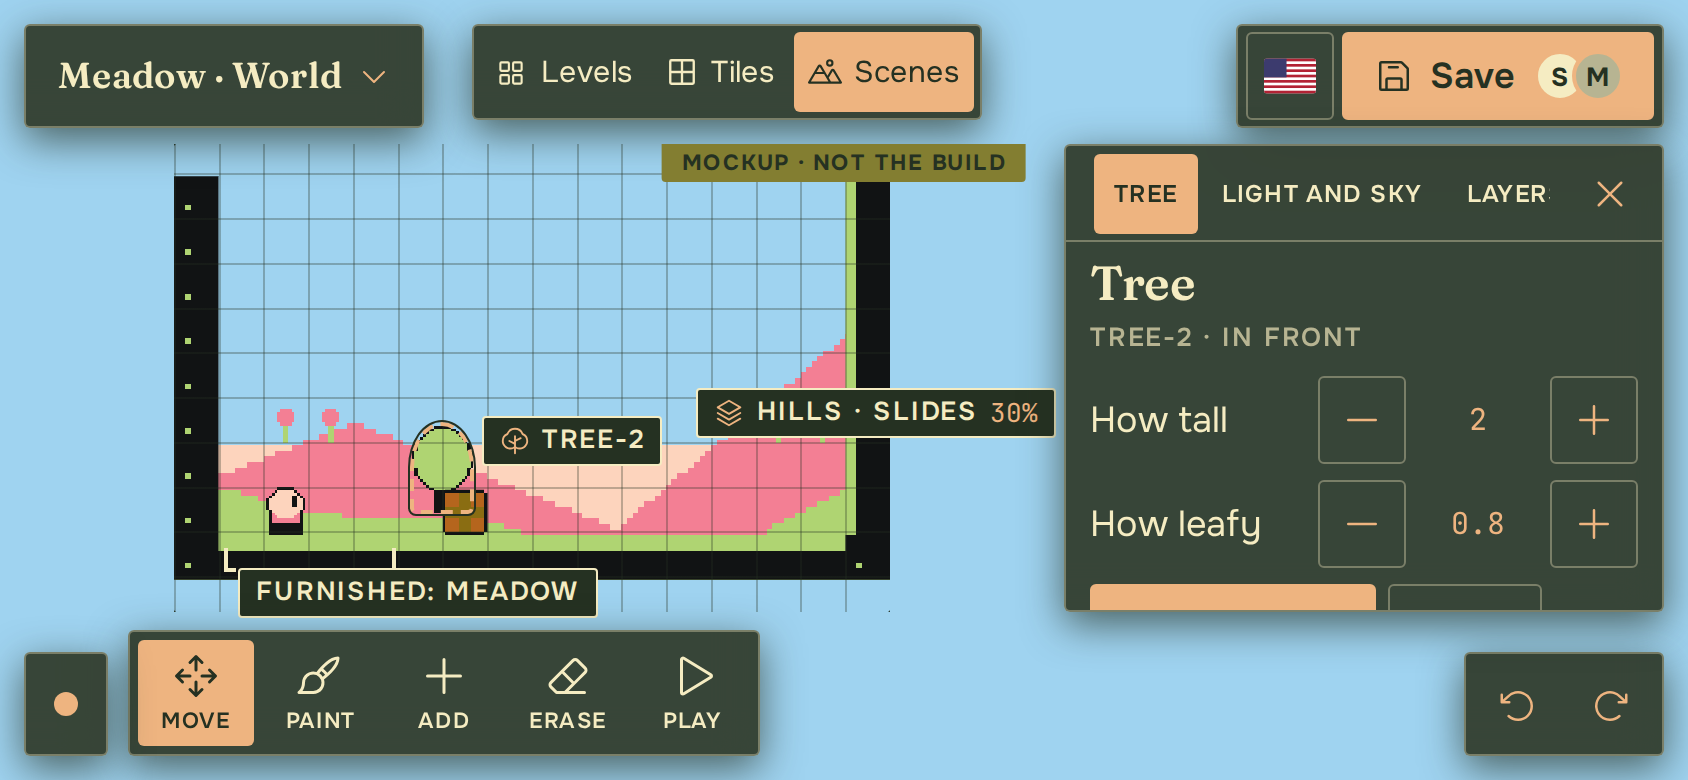 Meadow · World
Levels
Tiles
Scenes
Save
S
M
MOCKUP · NOT THE BUILD
TREE
LIGHT AND SKY
LAYER
Tree
TREE-2 · IN FRONT
How tall
2
How leafy
0.8
HILLS · SLIDES 30%
TREE-2
FURNISHED: MEADOW
MOVE
PAINT
ADD
ERASE
PLAY